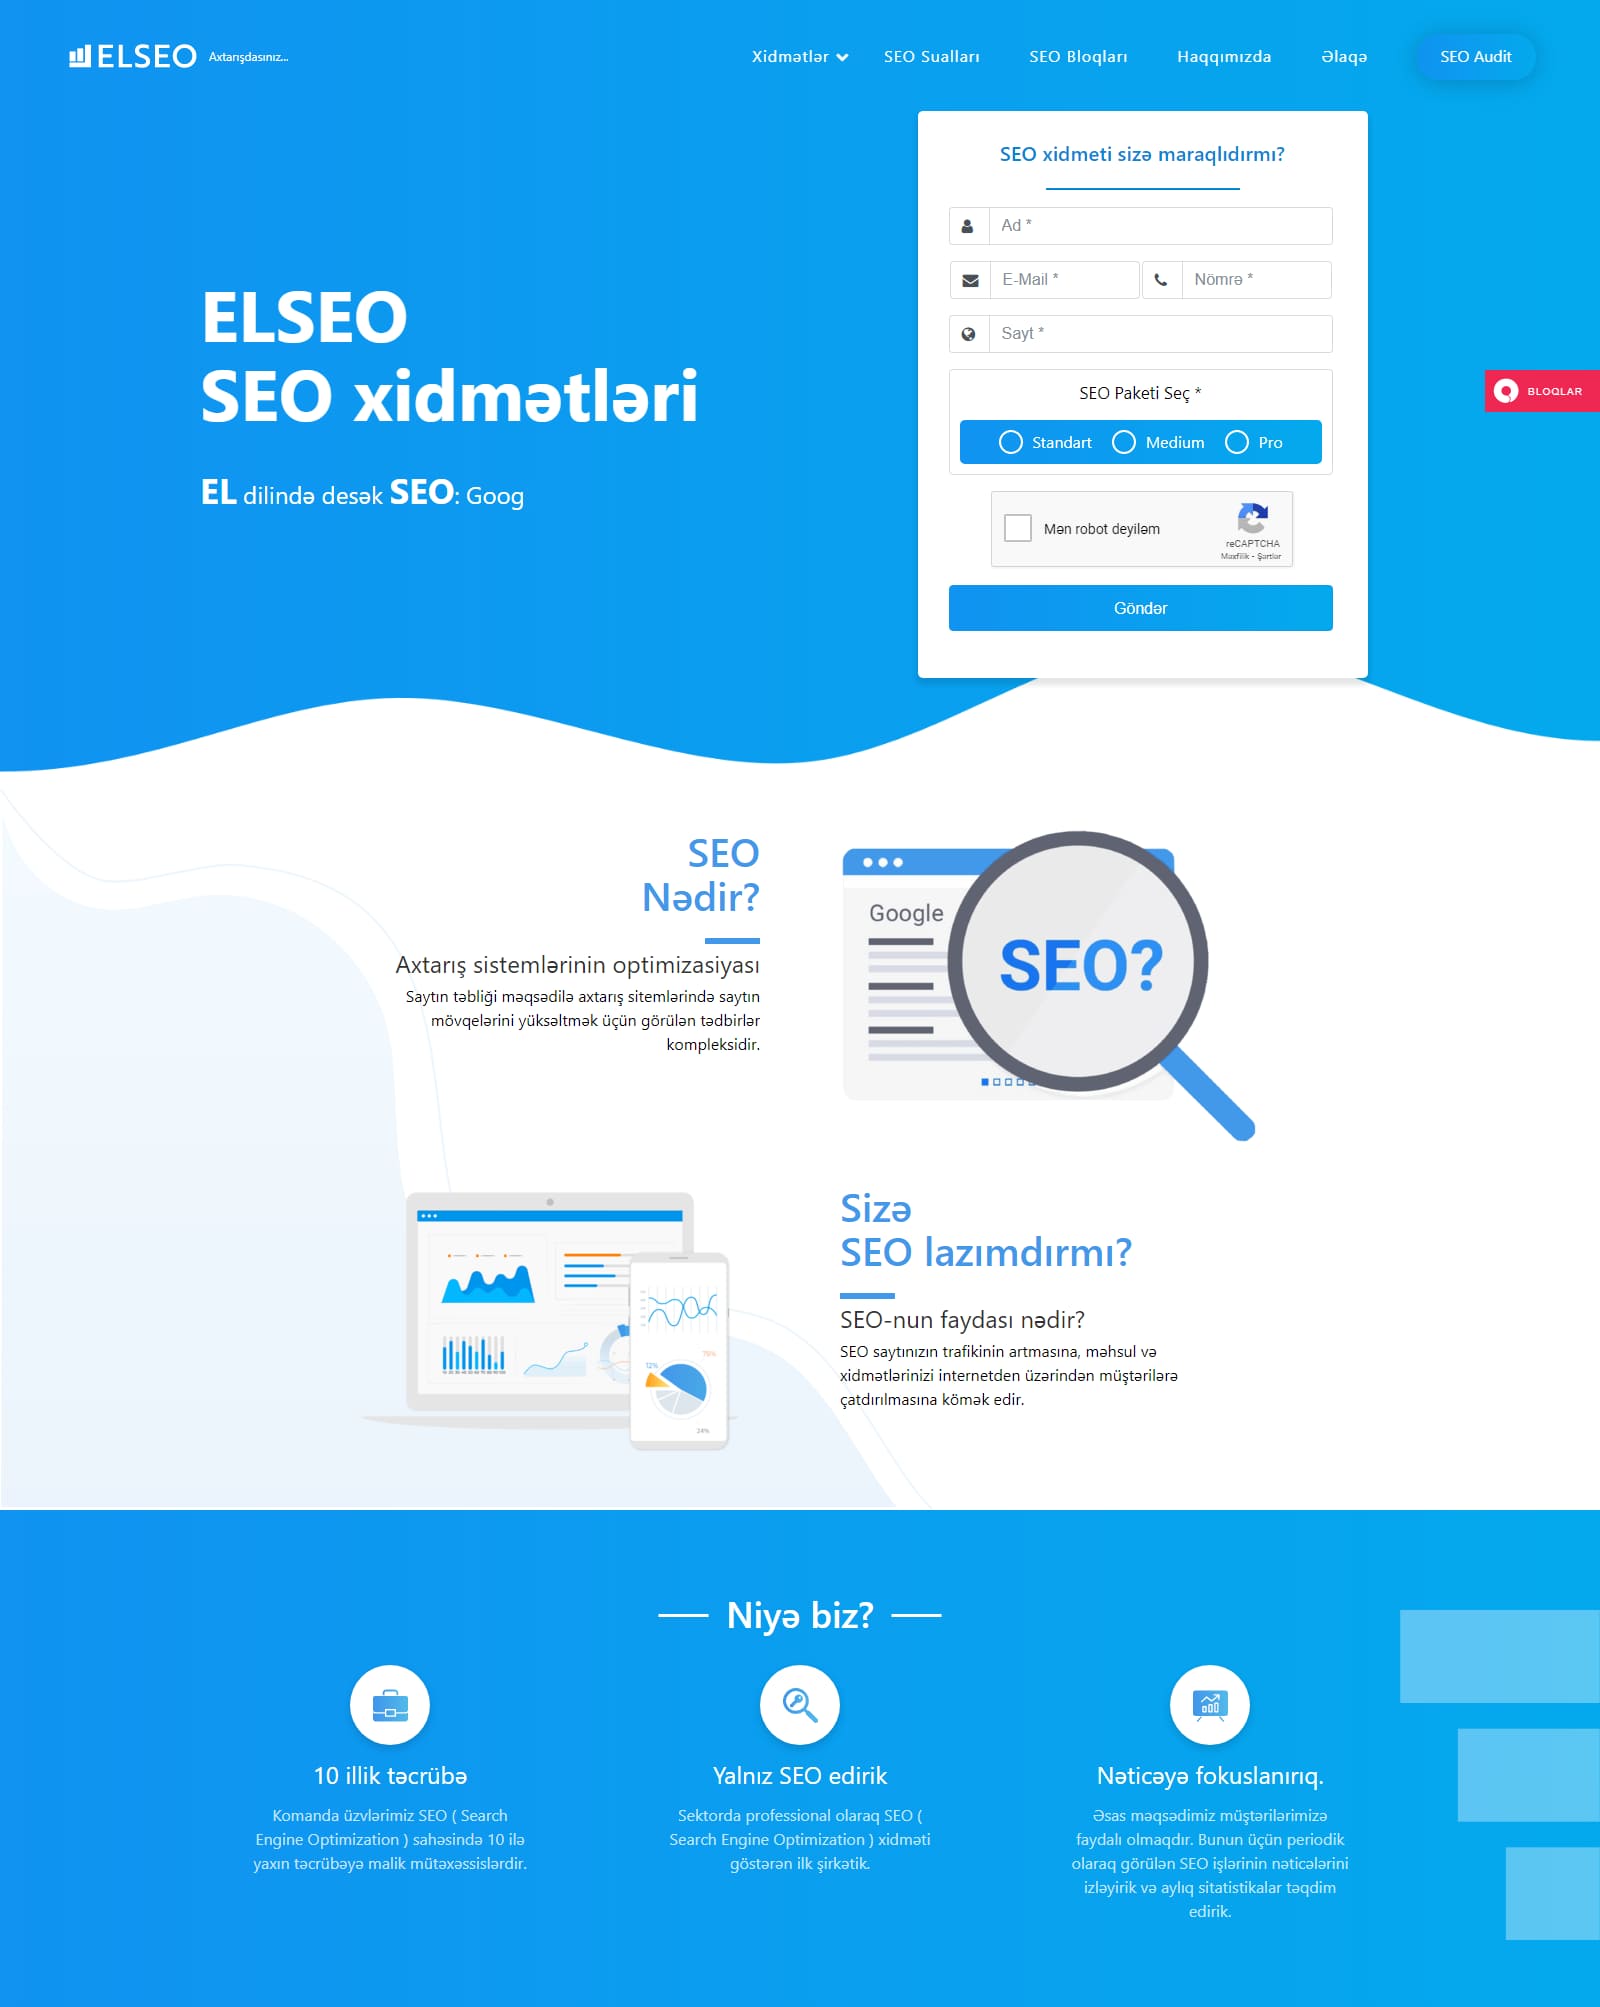 ELSEO Axtarışdasınız...
Xidmətlər
SEO Sualları
SEO Bloqları
Haqqımızda
Əlaqə
SEO Audit
SEO xidmeti sizə maraqlıdırmı?
Ad *
E-Mail *
Nömrə *
Sayt *
SEO Paketi Seç *
Standart
Medium
Pro
Mən robot deyiləm
reCAPTCHA
Məxfilik - Şərtlər
Göndər
ELSEO
SEO xidmətləri
EL dilində desək SEO: Goog
BLOQLAR
SEO
Nədir?
Axtarış sistemlərinin optimizasiyası
Saytın təbliği məqsədilə axtarış sitemlərində saytın
mövqelərini yüksəltmək üçün görülən tədbirlər
kompleksidir.
Google
SEO?
12%
76%
24%
Sizə
SEO lazımdırmı?
SEO-nun faydası nədir?
SEO saytınızın trafikinin artmasına, məhsul və
xidmətlərinizi internetden üzərindən müştərilərə
çatdırılmasına kömək edir.
Niyə biz?
10 illik təcrübə
Komanda üzvlərimiz SEO ( Search
Engine Optimization ) sahəsində 10 ilə
yaxın təcrübəyə malik mütəxəssislərdir.
Yalnız SEO edirik
Sektorda professional olaraq SEO (
Search Engine Optimization ) xidməti
göstərən ilk şirkətik.
Nəticəyə fokuslanırıq.
Əsas məqsədimiz müştərilərimizə
faydalı olmaqdır. Bunun üçün periodik
olaraq görülən SEO işlərinin nəticələrini
izləyirik və aylıq sitatistikalar təqdim
edirik.